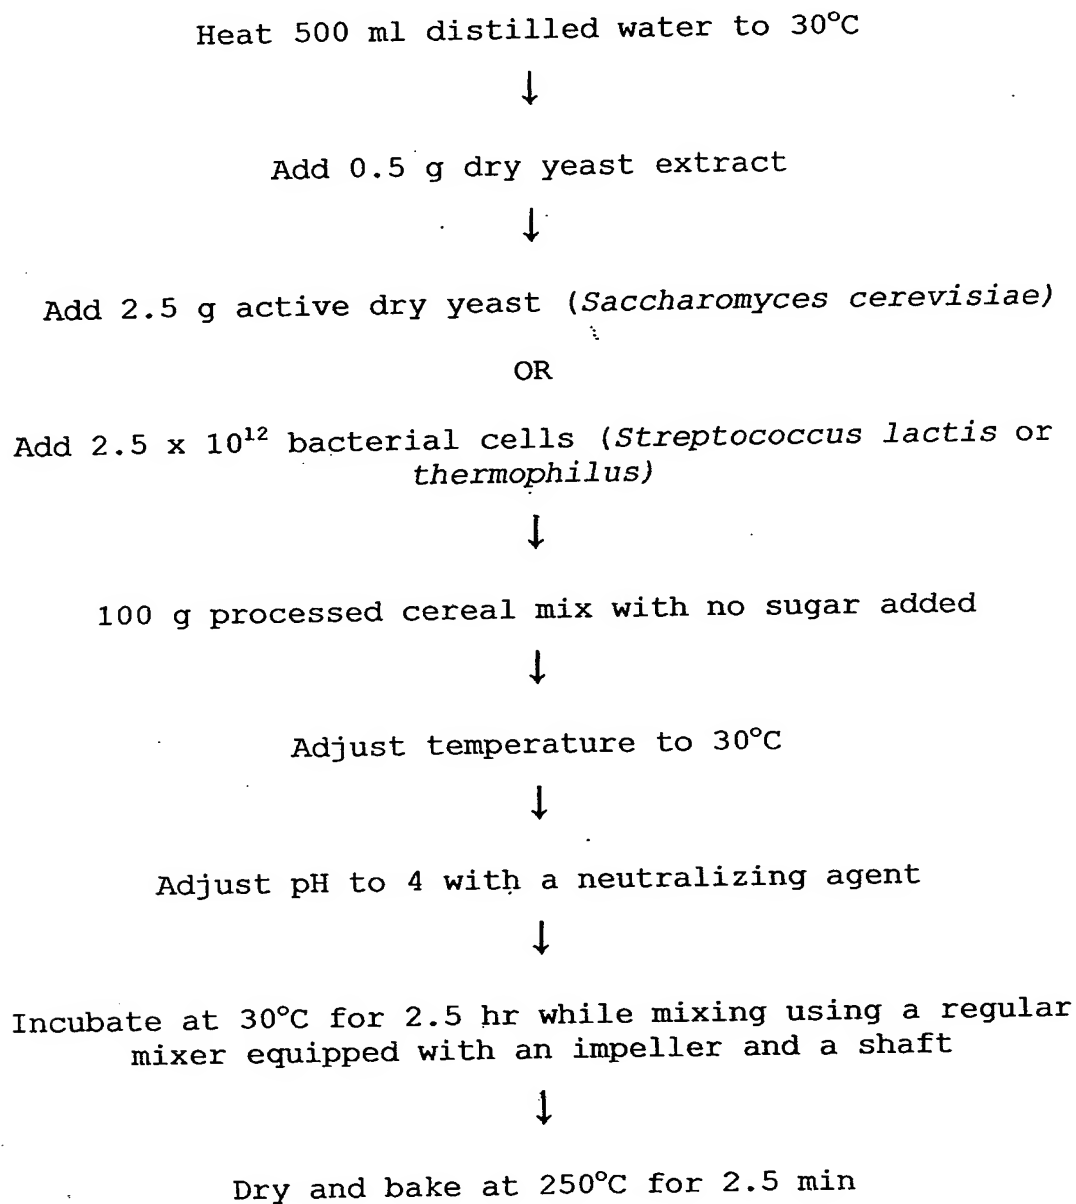 Heat 500 ml distilled water to 30°C
↓
Add 0.5 g dry yeast extract
↓
Add 2.5 g active dry yeast (Saccharomyces cerevisiae)
OR
Add 2.5 x 10¹² bacterial cells (Streptococcus lactis or
thermophilus)
↓
100 g processed cereal mix with no sugar added
↓
Adjust temperature to 30°C
↓
Adjust pH to 4 with a neutralizing agent
↓
Incubate at 30°C for 2.5 hr while mixing using a regular
mixer equipped with an impeller and a shaft
↓
Dry and bake at 250°C for 2.5 min